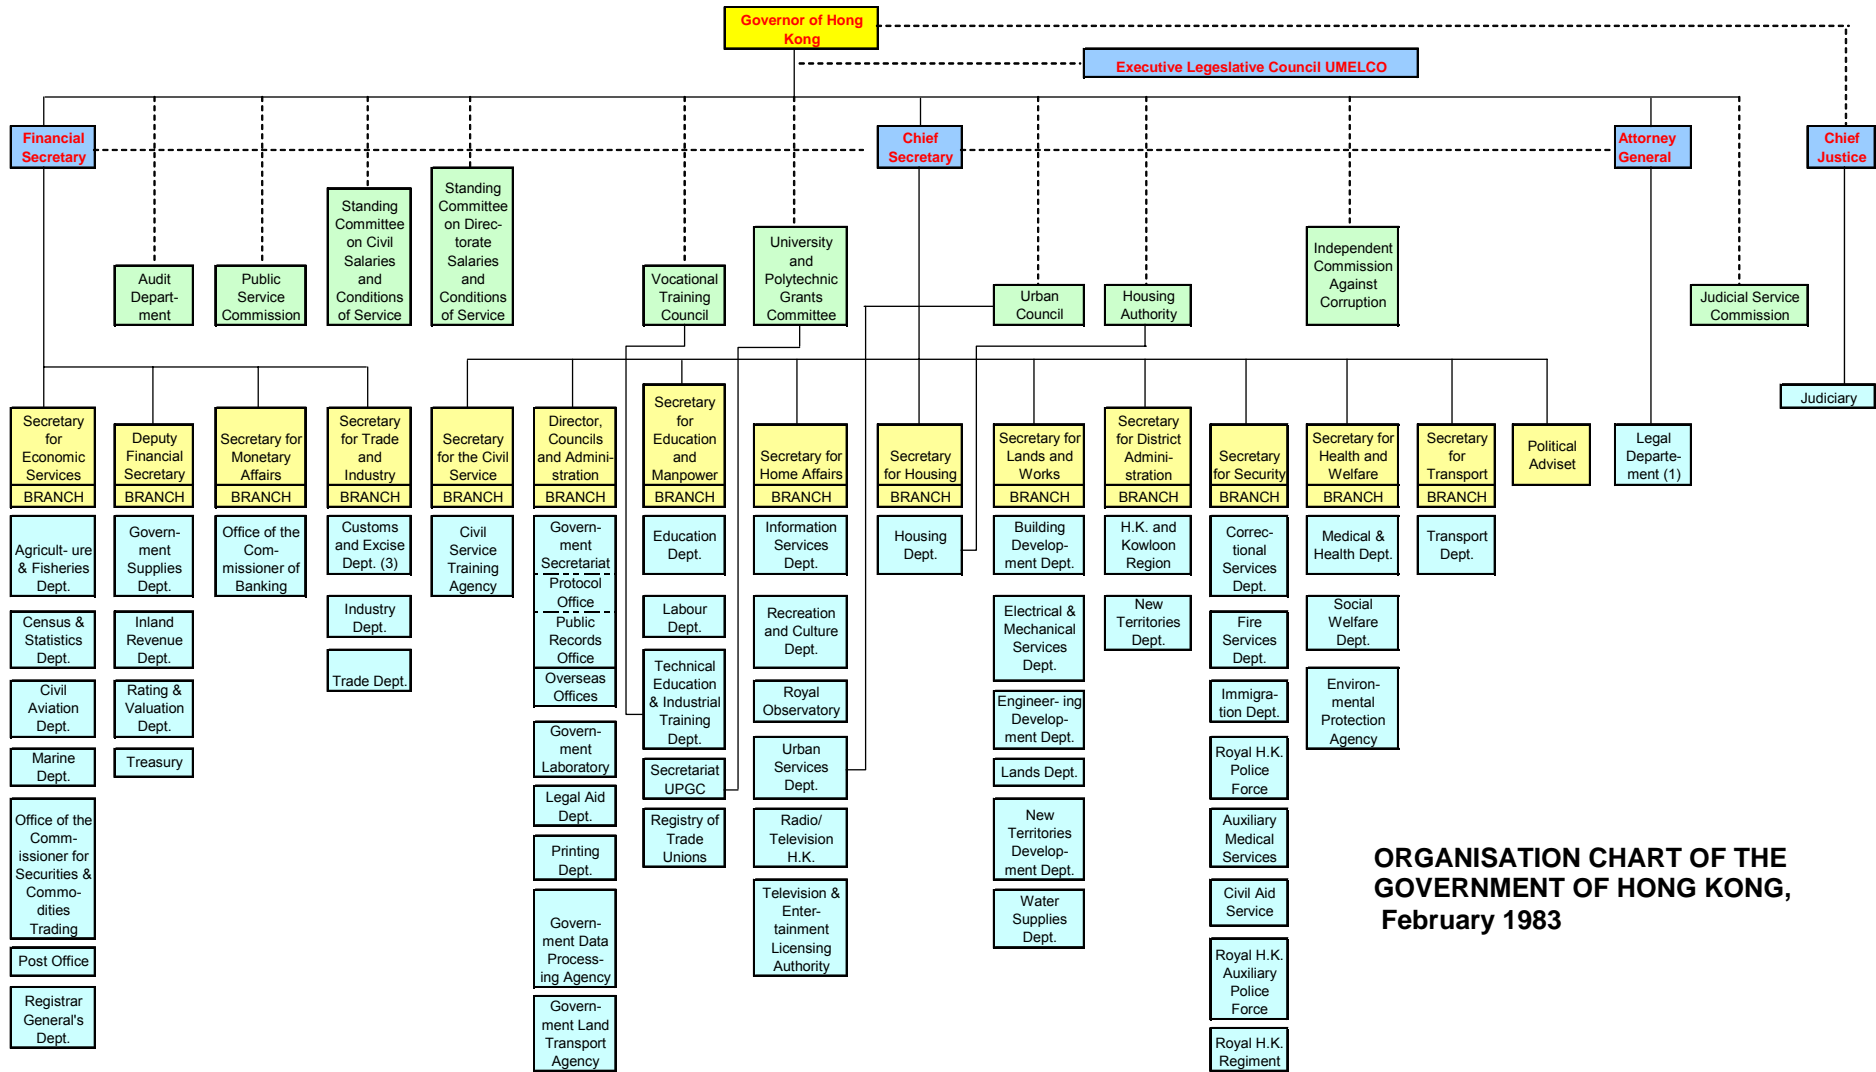 Governor of Hong
Kong
Executive Legeslative Council UMELCO
Financial
Secretary
Chief
Secretary
Attorney
General
Chief
Justice
Audit
Depart-
ment
Public
Service
Commission
Standing
Committee
on Civil
Salaries
and
Conditions
of Service
Standing
Committee
on Direc-
torate
Salaries
and
Conditions
of Service
Vocational
Training
Council
University
and
Polytechnic
Grants
Committee
Urban
Council
Housing
Authority
Independent
Commission
Against
Corruption
Judicial Service
Commission
Secretary
for
Economic
Services
BRANCH
Deputy
Financial
Secretary
BRANCH
Secretary for
Monetary
Affairs
BRANCH
Secretary
for Trade
and
Industry
BRANCH
Secretary
for the Civil
Service
BRANCH
Director,
Councils
and Admini-
stration
BRANCH
Secretary
for
Education
and
Manpower
BRANCH
Secretary for
Home Affairs
BRANCH
Secretary
for Housing
BRANCH
Secretary for
Lands and
Works
BRANCH
Secretary
for District
Admini-
stration
BRANCH
Secretary
for Security
BRANCH
Secretary for
Health and
Welfare
BRANCH
Secretary
for
Transport
BRANCH
Political
Adviset
Legal
Departe-
ment (1)
Judiciary
Agricult- ure
& Fisheries
Dept.
Census &
Statistics
Dept.
Civil
Aviation
Dept.
Marine
Dept.
Office of the
Comm-
issioner for
Securities &
Commo-
dities
Trading
Post Office
Registrar
General's
Dept.
Govern-
ment
Supplies
Dept.
Inland
Revenue
Dept.
Rating &
Valuation
Dept.
Treasury
Office of the
Com-
missioner of
Banking
Customs
and Excise
Dept. (3)
Industry
Dept.
Trade Dept.
Civil
Service
Training
Agency
Govern-
ment
Secretariat
Protocol
Office
Public
Records
Office
Overseas
Offices
Govern-
ment
Laboratory
Legal Aid
Dept.
Printing
Dept.
Govern-
ment Data
Process-
ing Agency
Govern-
ment Land
Transport
Agency
Education
Dept.
Labour
Dept.
Technical
Education
& Industrial
Training
Dept.
Secretariat
UPGC
Registry of
Trade
Unions
Information
Services
Dept.
Recreation
and Culture
Dept.
Royal
Observatory
Urban
Services
Dept.
Radio/
Television
H.K.
Television &
Enter-
tainment
Licensing
Authority
Housing
Dept.
Building
Develop-
ment Dept.
Electrical &
Mechanical
Services
Dept.
Engineer- ing
Develop-
ment Dept.
Lands Dept.
New
Territories
Develop-
ment Dept.
Water
Supplies
Dept.
H.K. and
Kowloon
Region
New
Territories
Dept.
Correc-
tional
Services
Dept.
Fire
Services
Dept.
Immigra-
tion Dept.
Royal H.K.
Police
Force
Auxiliary
Medical
Services
Civil Aid
Service
Royal H.K.
Auxiliary
Police
Force
Royal H.K.
Regiment
Medical &
Health Dept.
Social
Welfare
Dept.
Environ-
mental
Protection
Agency
Transport
Dept.
ORGANISATION CHART OF THE
GOVERNMENT OF HONG KONG,
February 1983